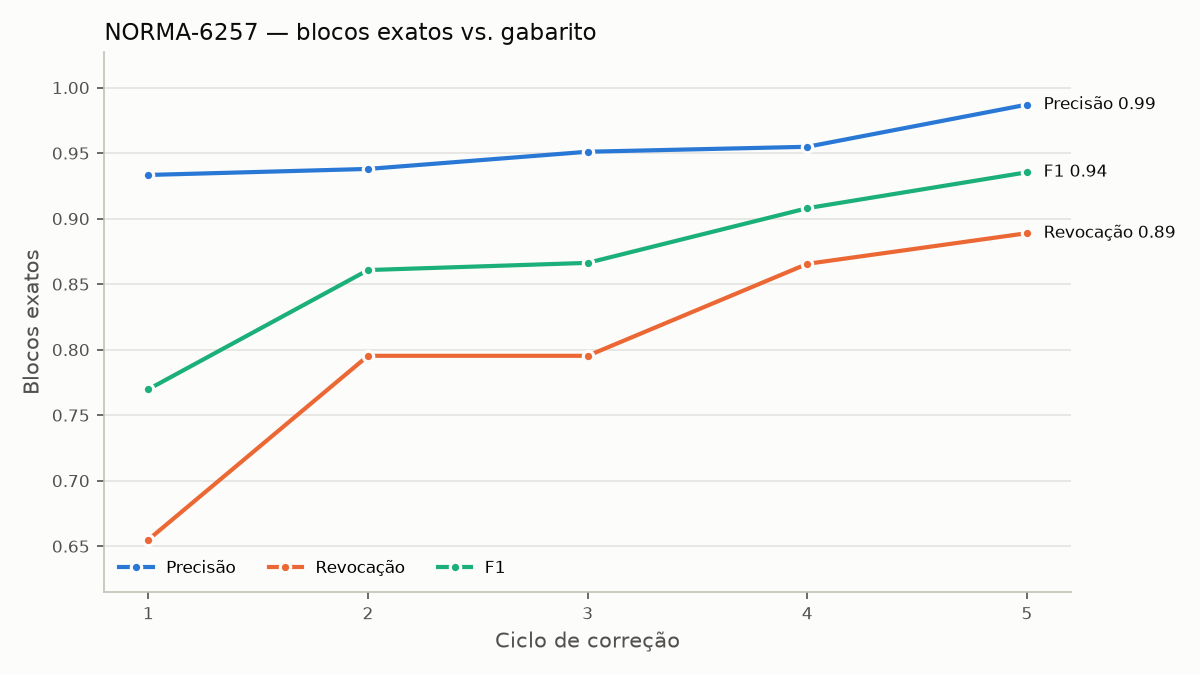 NORMA-6257 — blocos exatos vs. gabarito
Blocos exatos
1.00
0.95
0.90
0.85
0.80
0.75
0.70
0.65
Precisão 0.99
F1 0.94
Revocação 0.89
Precisão
Revocação
F1
1
2
3
4
5
Ciclo de correção